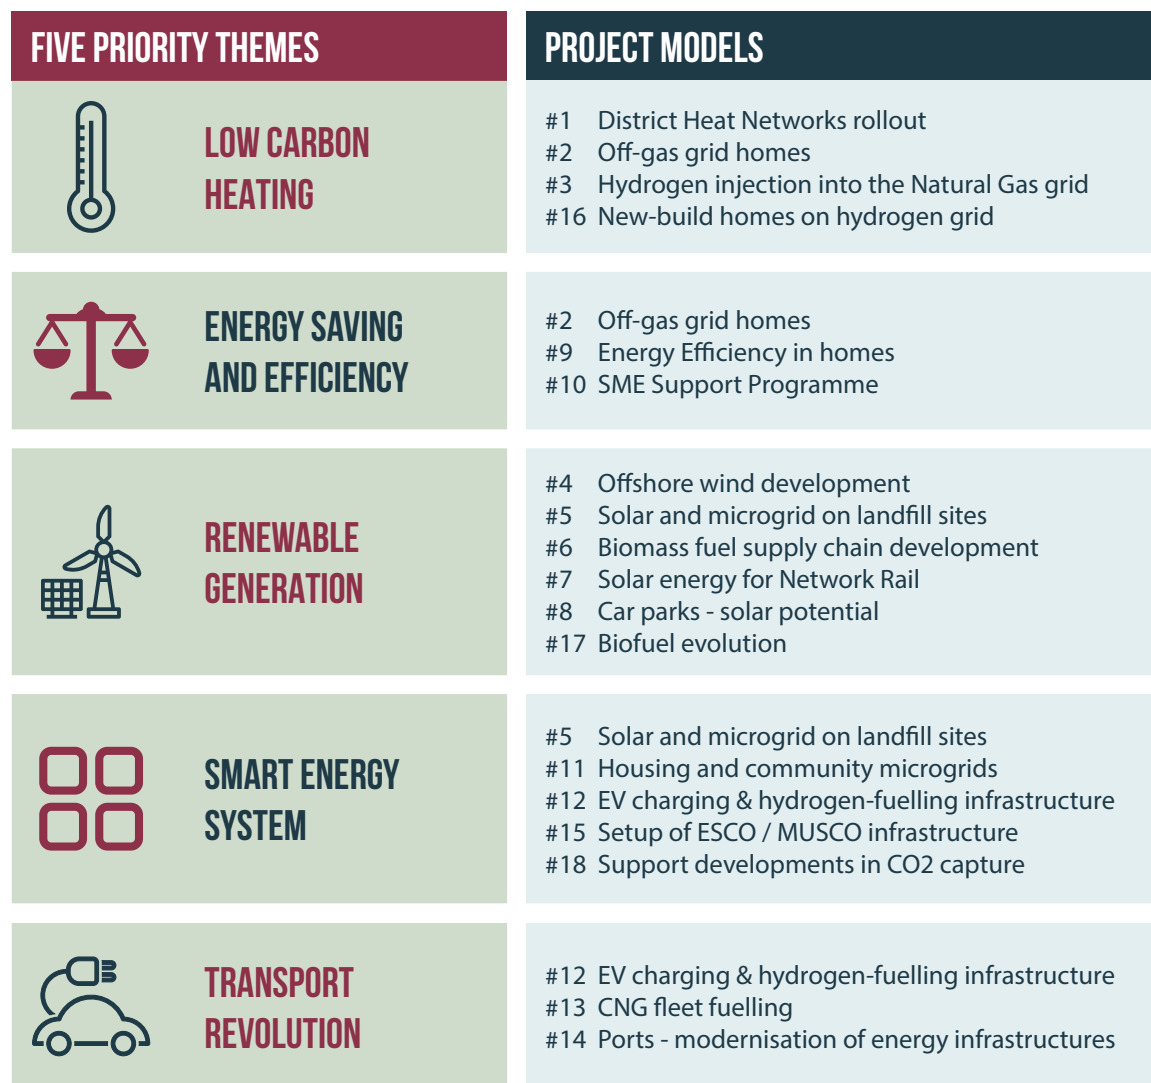 FIVE PRIORITY THEMES
PROJECT MODELS
LOW CARBON
HEATING
#1 District Heat Networks rollout
#2 Off-gas grid homes
#3 Hydrogen injection into the Natural Gas grid
#16 New-build homes on hydrogen grid
ENERGY SAVING
AND EFFICIENCY
#2 Off-gas grid homes
#9 Energy Efficiency in homes
#10 SME Support Programme
RENEWABLE
GENERATION
#4 Offshore wind development
#5 Solar and microgrid on landfill sites
#6 Biomass fuel supply chain development
#7 Solar energy for Network Rail
#8 Car parks - solar potential
#17 Biofuel evolution
SMART ENERGY
SYSTEM
#5 Solar and microgrid on landfill sites
#11 Housing and community microgrids
#12 EV charging & hydrogen-fuelling infrastructure
#15 Setup of ESCO / MUSCO infrastructure
#18 Support developments in CO2 capture
TRANSPORT
REVOLUTION
#12 EV charging & hydrogen-fuelling infrastructure
#13 CNG fleet fuelling
#14 Ports - modernisation of energy infrastructures